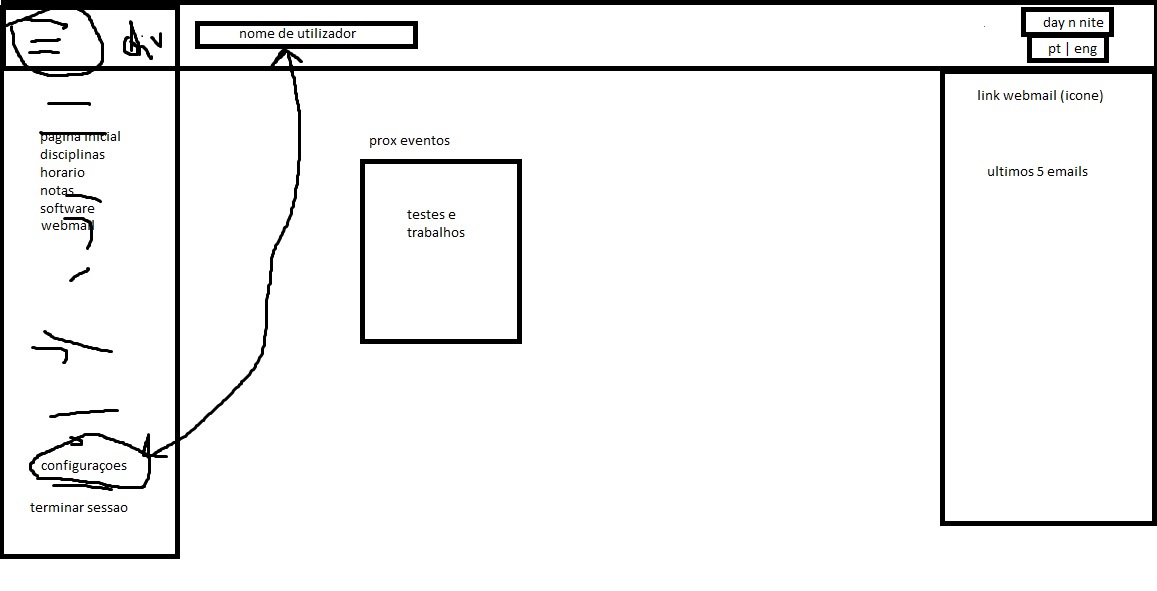 div
nome de utilizador
day n nite
pt | eng
pagina inicial
disciplinas
horario
notas
software
webmail
configuraçoes
terminar sessao
prox eventos
testes e
trabalhos
link webmail (icone)
ultimos 5 emails